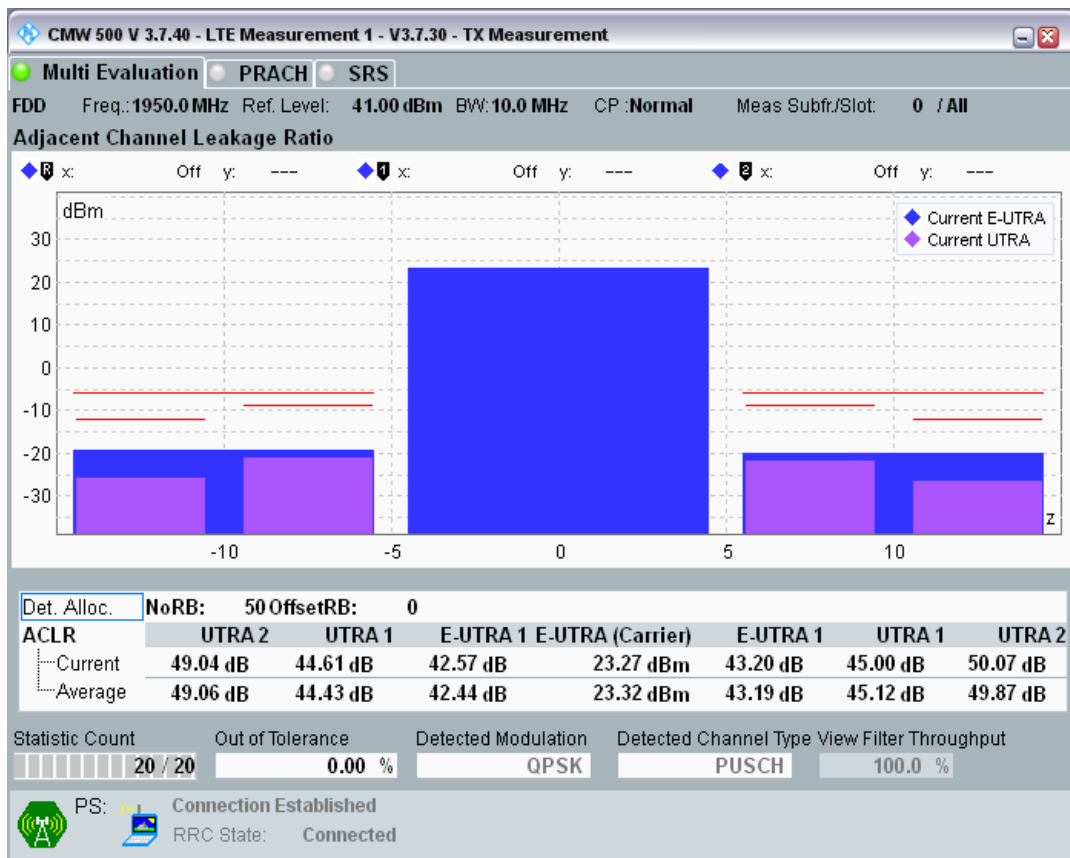 CMW 500 V 3.7.40 - LTE Measurement 1 - V3.7.30 - TX Measurement
Multi Evaluation PRACH SRS
FDD Freq.: 1950.0 MHz Ref. Level: 41.00 dBm BW: 10.0 MHz CP :Normal Meas Subfr./Slot: 0 / All
Adjacent Channel Leakage Ratio
R x: Off y: --- 1 x: Off y: --- 2 x: Off y: ---
dBm
Current E-UTRA
Current UTRA
30
20
10
0
-10
-20
-30
z
-10 -5 0 5 10
Det. Alloc. NoRB: 50 OffsetRB: 0
ACLR UTRA 2 UTRA 1 E-UTRA 1 E-UTRA (Carrier) E-UTRA 1 UTRA 1 UTRA 2
Current 49.04 dB 44.61 dB 42.57 dB 23.27 dBm 43.20 dB 45.00 dB 50.07 dB
Average 49.06 dB 44.43 dB 42.44 dB 23.32 dBm 43.19 dB 45.12 dB 49.87 dB
Statistic Count Out of Tolerance Detected Modulation Detected Channel Type View Filter Throughput
20 / 20 0.00 % QPSK PUSCH 100.0 %
PS: Connection Established
RRC State: Connected